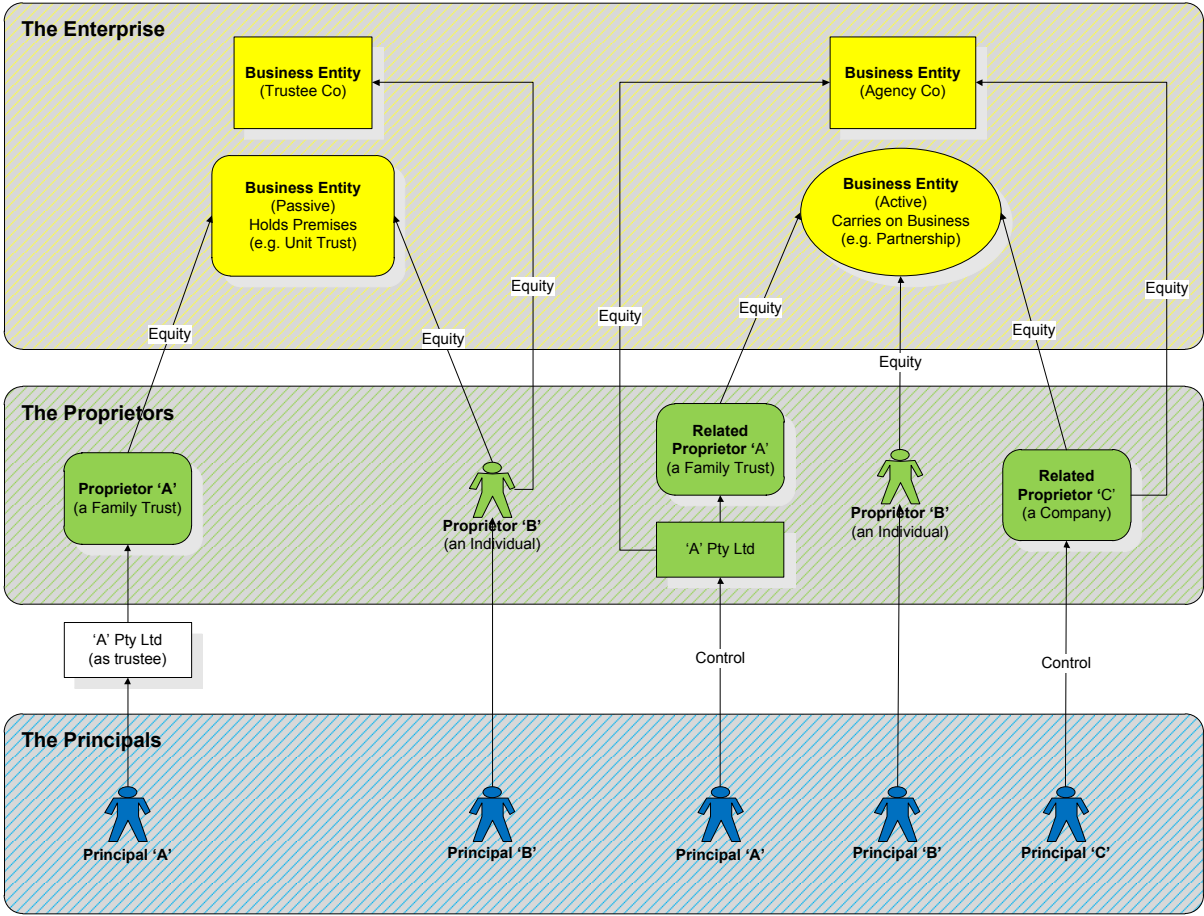 The Enterprise
Business Entity
(Trustee Co)
Business Entity
(Agency Co)
Business Entity
(Passive)
Holds Premises
(e.g. Unit Trust)
Business Entity
(Active)
Carries on Business
(e.g. Partnership)
Equity
Equity
Equity
Equity
Equity
Equity
Equity
Equity
The Proprietors
Proprietor ‘A’
(a Family Trust)
Proprietor ‘B’
(an Individual)
Related
Proprietor ‘A’
(a Family Trust)
‘A’ Pty Ltd
Proprietor ‘B’
(an Individual)
Related
Proprietor ‘C’
(a Company)
‘A’ Pty Ltd
(as trustee)
Control
Control
The Principals
Principal ‘A’
Principal ‘B’
Principal ‘A’
Principal ‘B’
Principal ‘C’